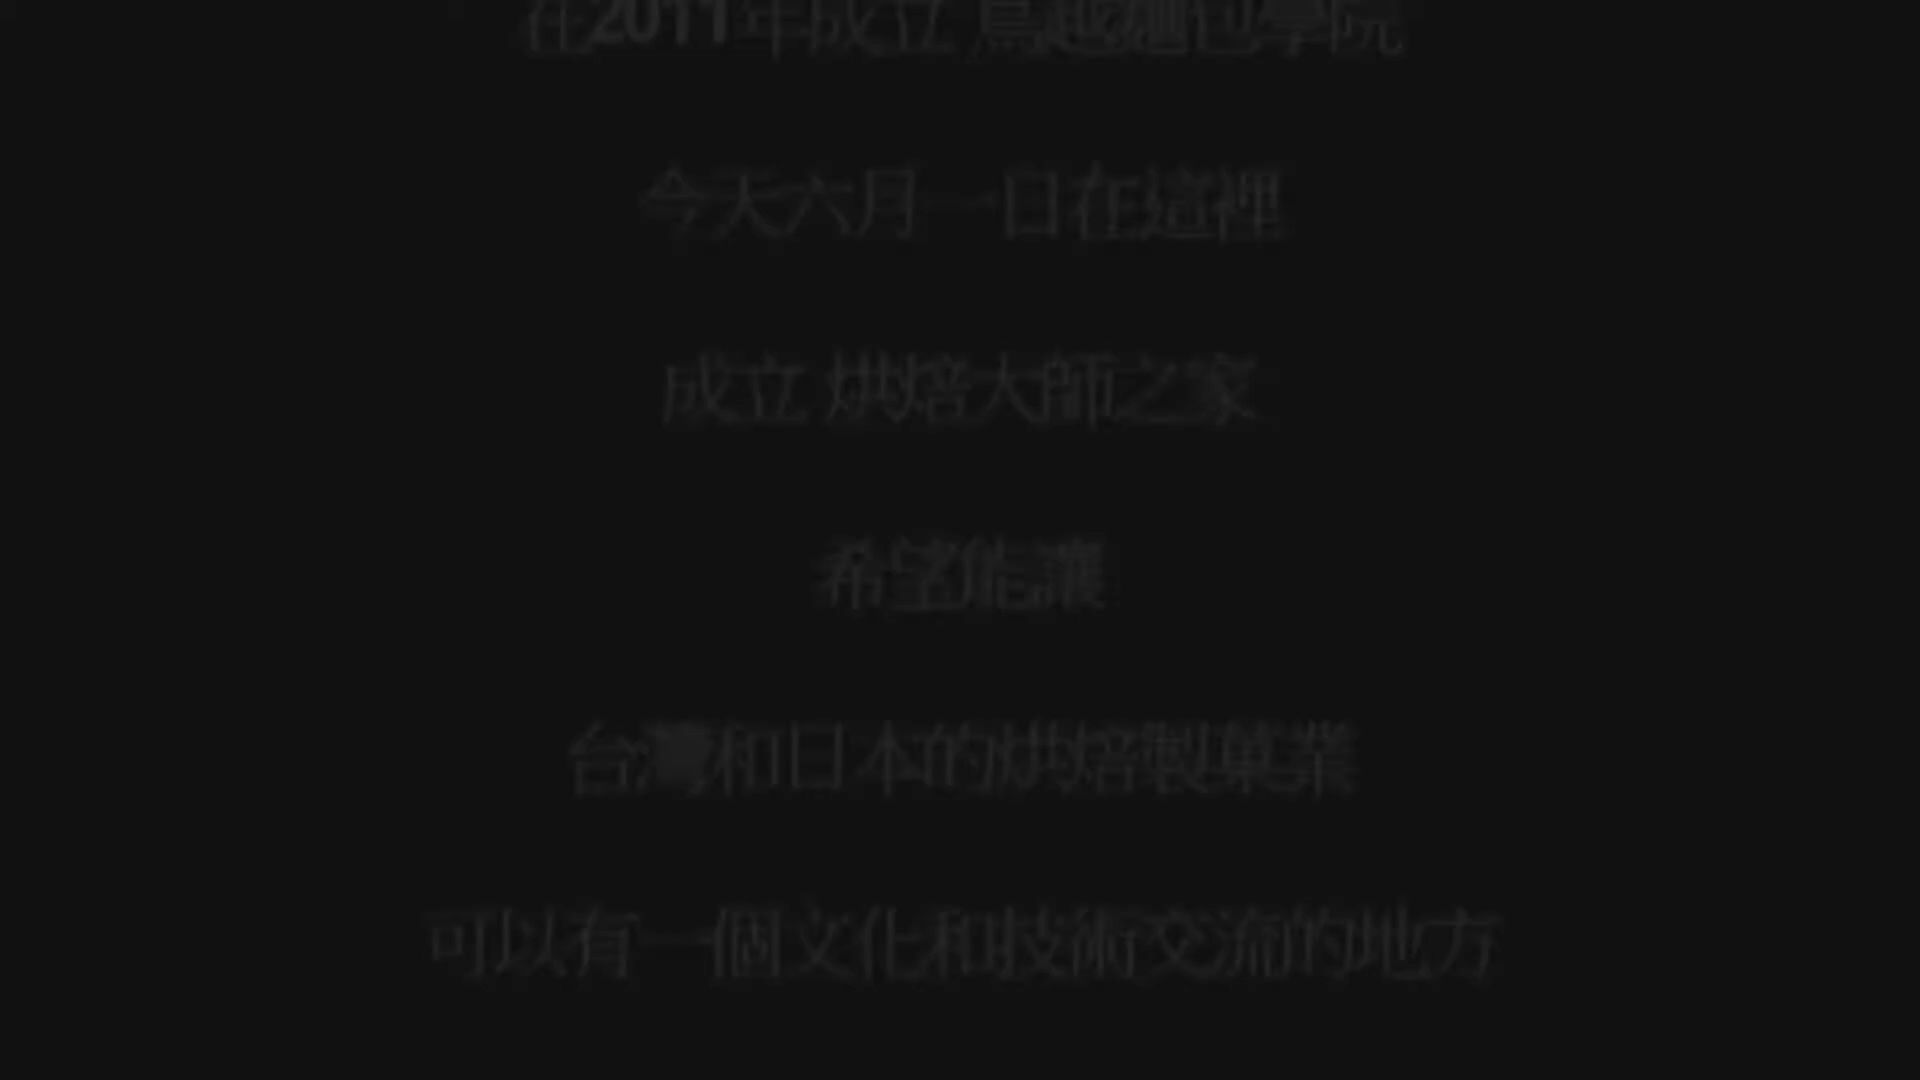 在2011年成立 鳥越麵包學院
今天六月一日在這裡
成立 烘焙大師之家
希望能讓
台灣和日本的烘焙製菓業
可以有一個文化和技術交流的地方